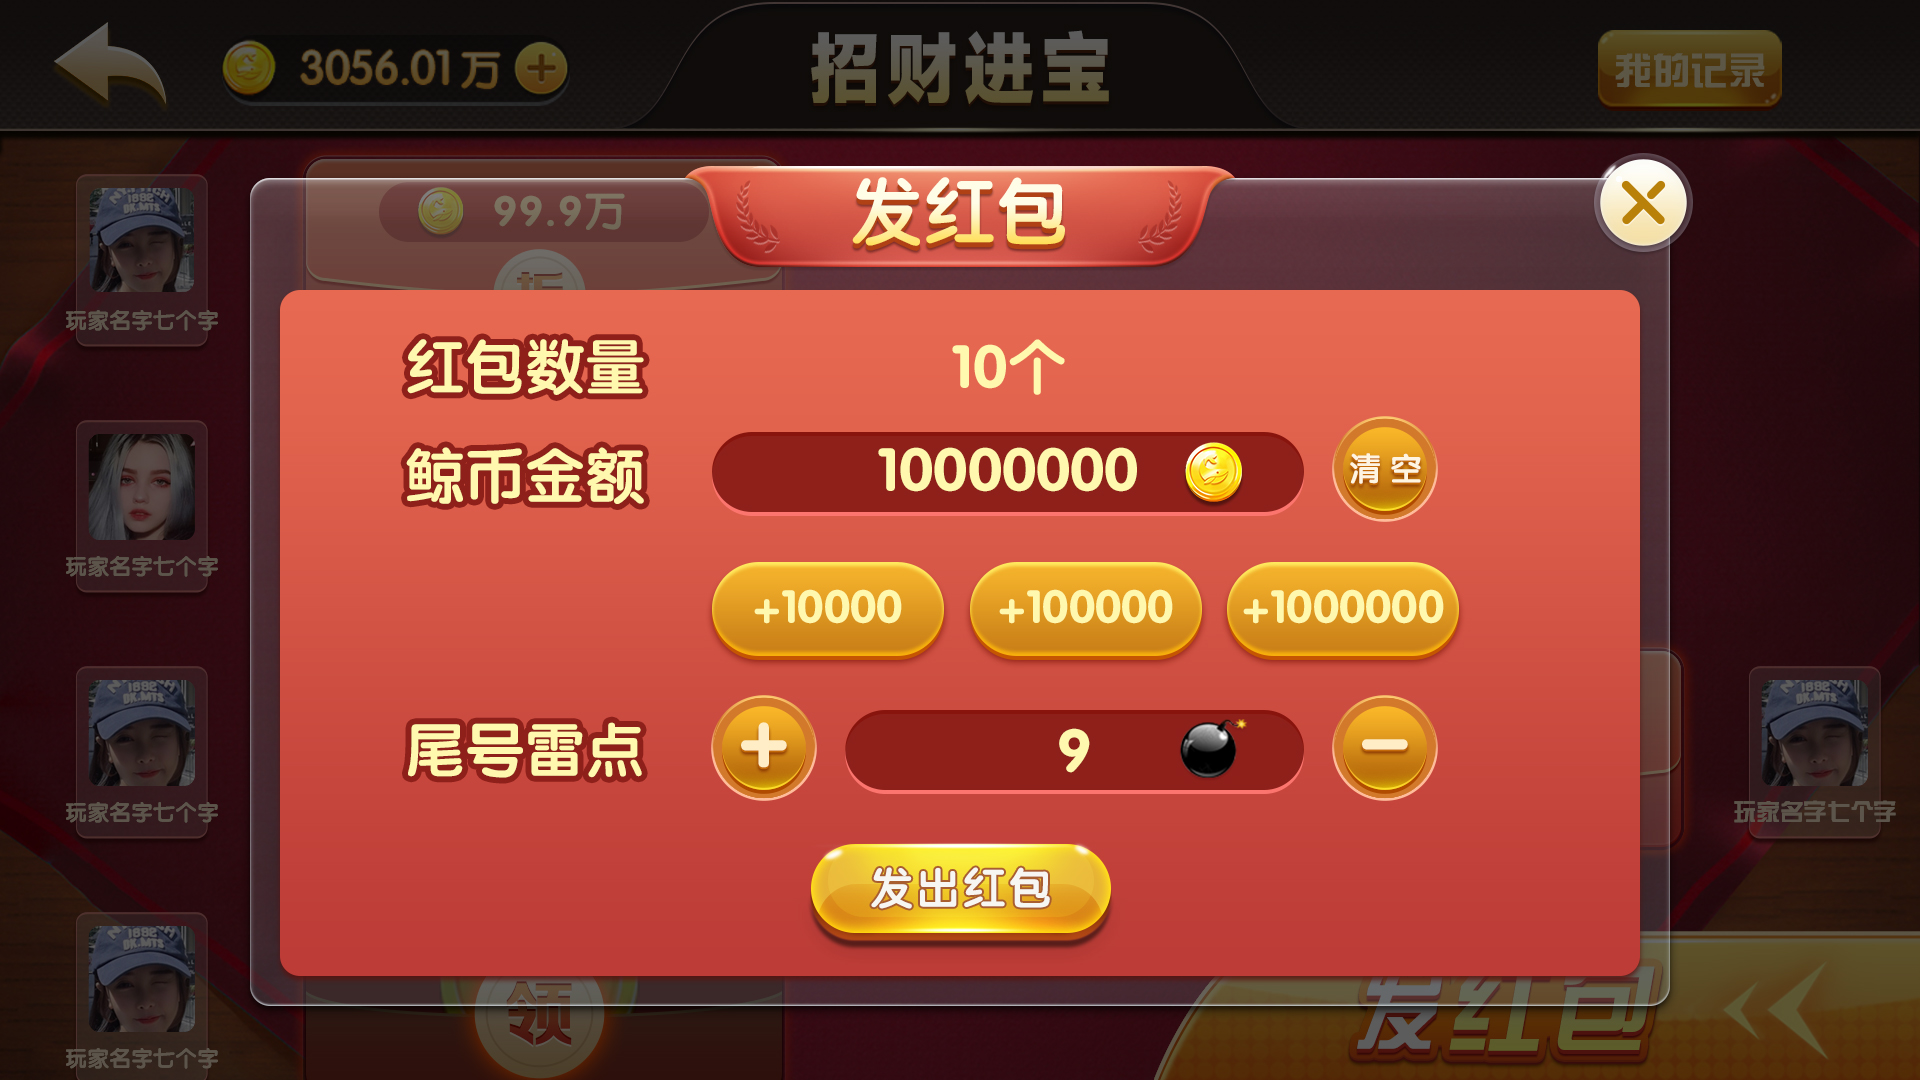 3056.01万
招财进宝
我的记录
99.9万
发红包
玩家名字七个字
红包数量
10个
鲸币金额
10000000
清空
玩家名字七个字
+10000
+100000
+1000000
尾号雷点
9
玩家名字七个字
玩家名字七个字
发出红包
领
发红包
玩家名字七个字